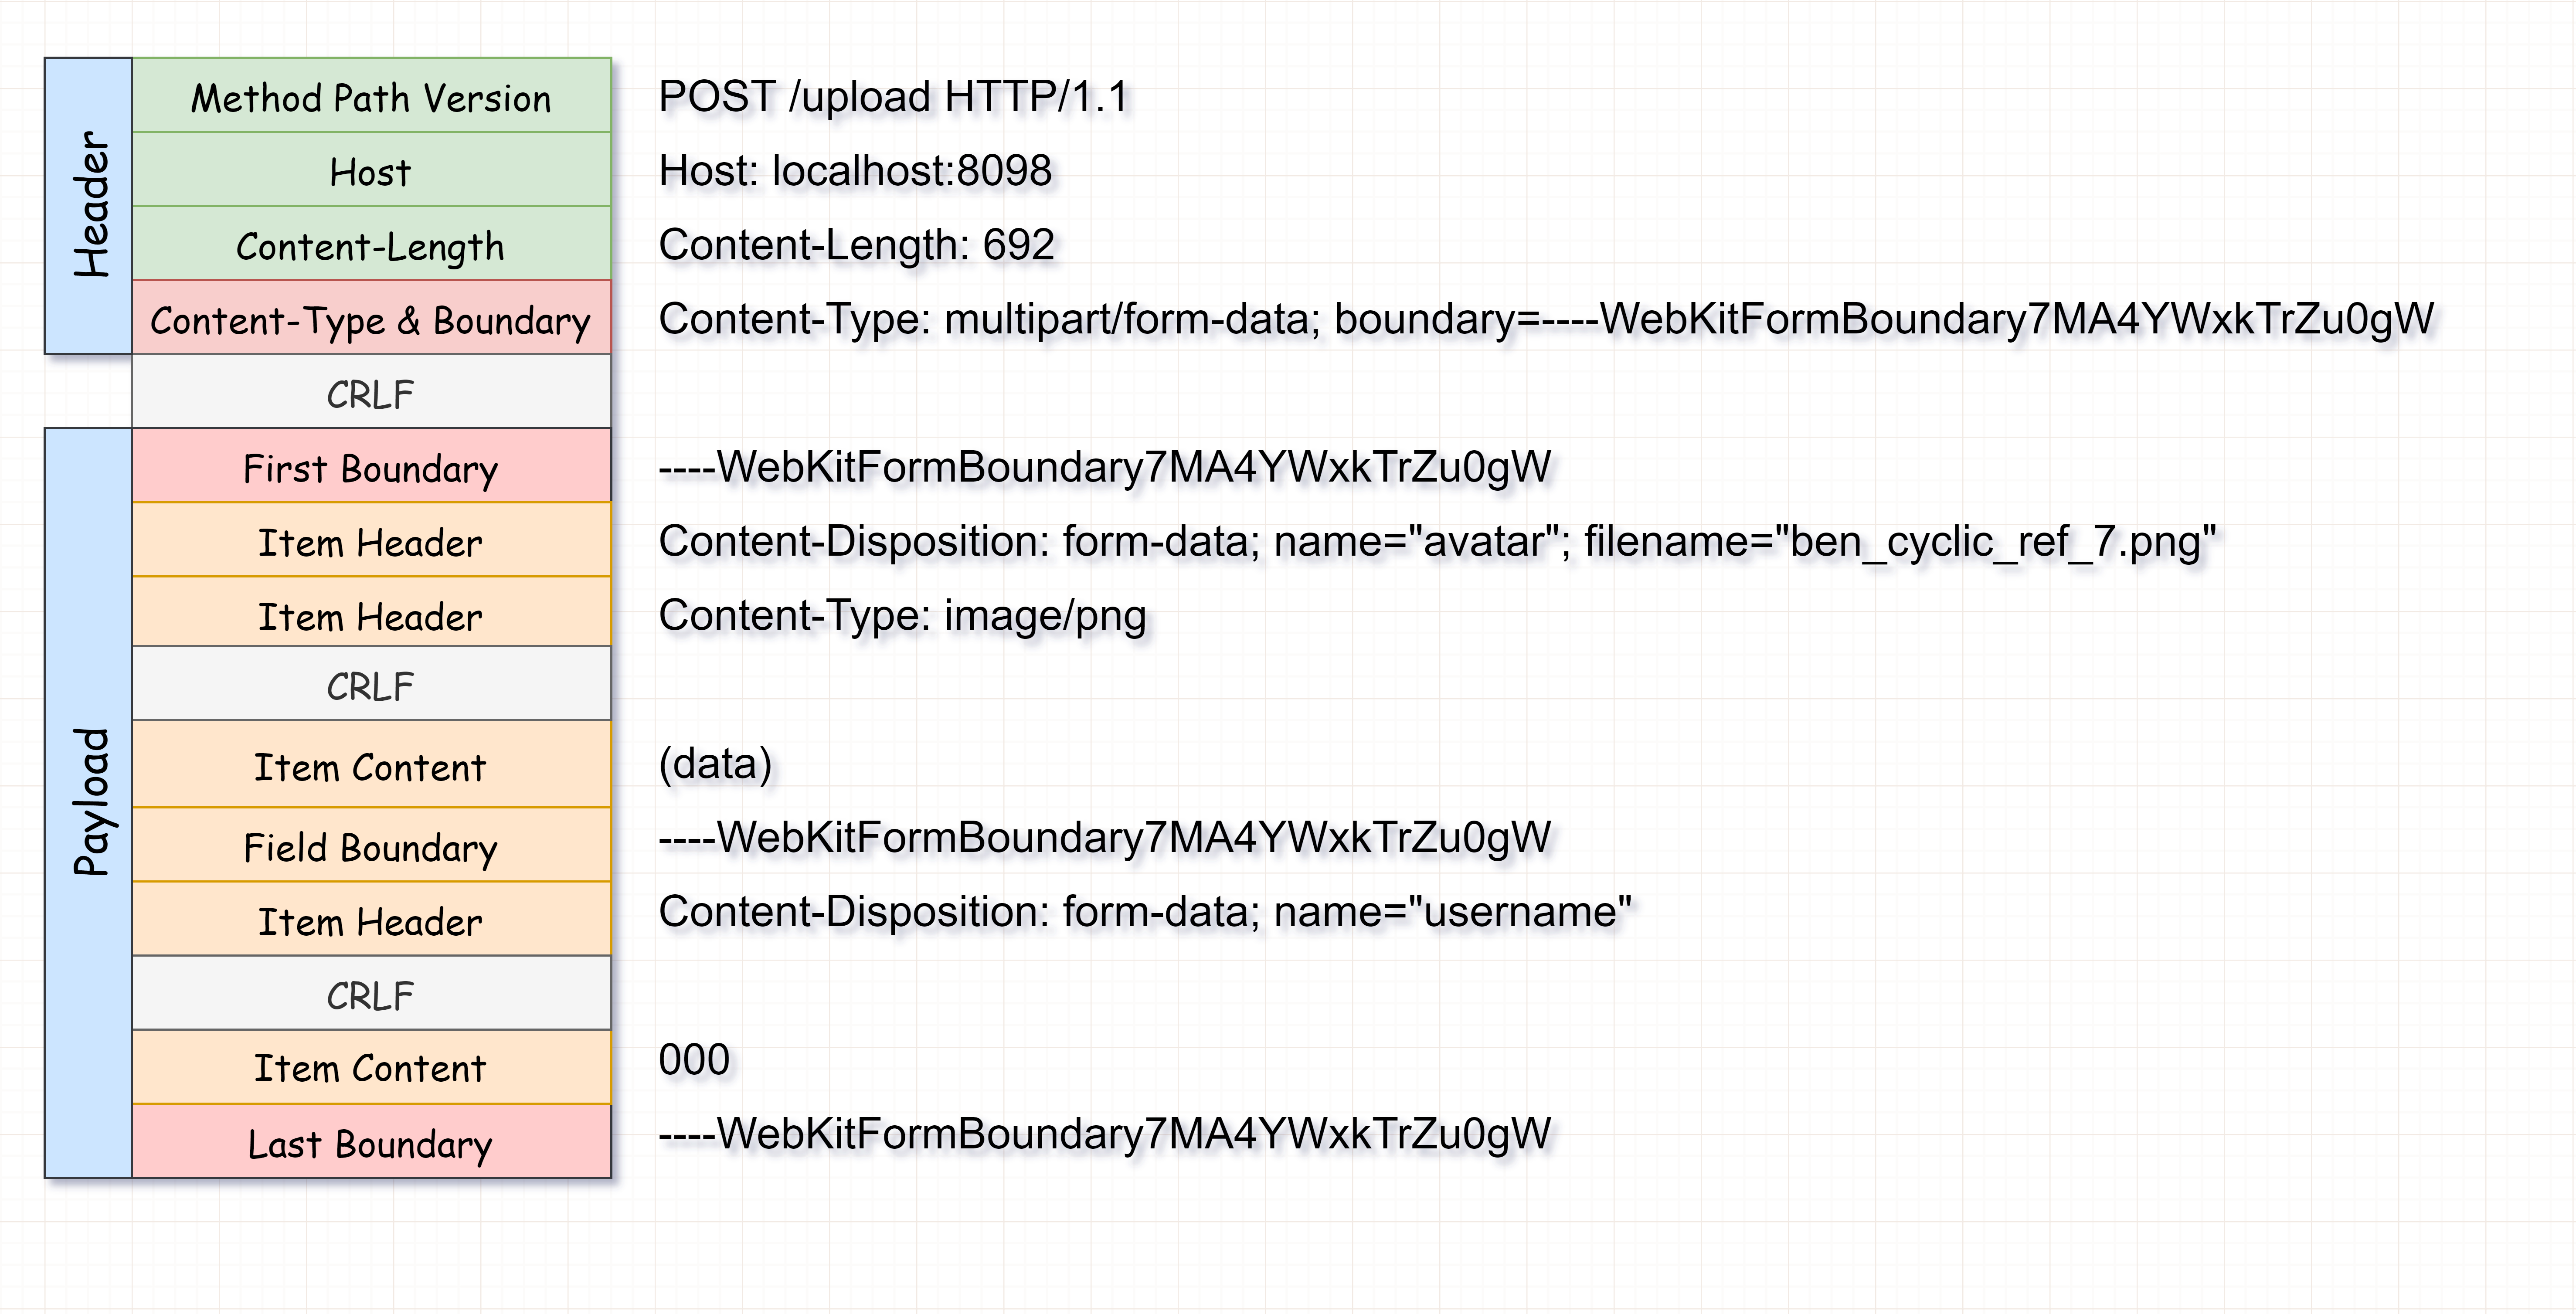 Header
Method Path Version
POST /upload HTTP/1.1
Host
Host: localhost:8098
Content-Length
Content-Length: 692
Content-Type & Boundary
Content-Type: multipart/form-data; boundary=----WebKitFormBoundary7MA4YWxkTrZu0gW
CRLF
Payload
First Boundary
----WebKitFormBoundary7MA4YWxkTrZu0gW
Item Header
Content-Disposition: form-data; name="avatar"; filename="ben_cyclic_ref_7.png"
Item Header
Content-Type: image/png
CRLF
Item Content
(data)
Field Boundary
----WebKitFormBoundary7MA4YWxkTrZu0gW
Item Header
Content-Disposition: form-data; name="username"
CRLF
Item Content
000
Last Boundary
----WebKitFormBoundary7MA4YWxkTrZu0gW